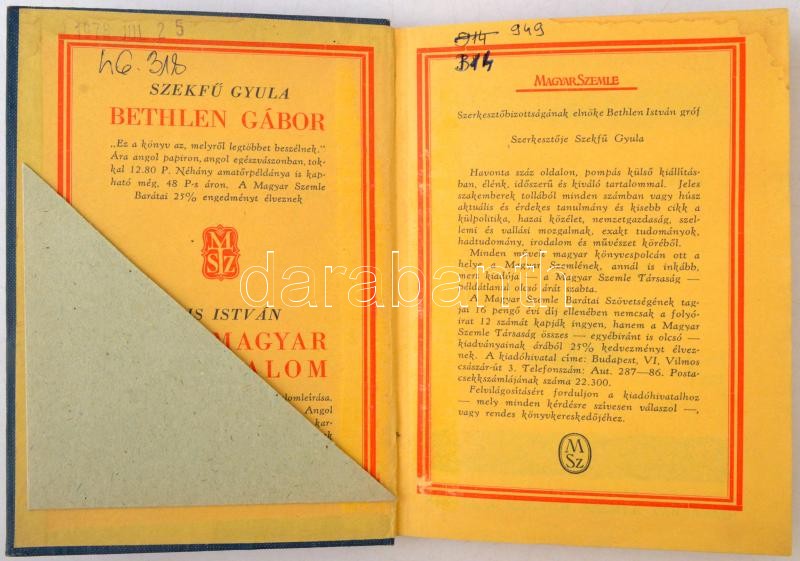 1978 JUL 25
46.318
SZEKFŰ GYULA
BETHLEN GÁBOR
„Ez a könyv az, melyről legtöbbet beszélnek.”
Ára angol papiron, angol egészvászonban, tok-
kal 12.80 P. Néhány amatőrpéldánya is kap-
ható még, 48 P-s áron. A Magyar Szemle
Barátai 25% engedményt élveznek
M
SZ
IS ISTVÁN
MAGYAR
ALOM
lomleírása.
Angol
kar-
914 949
B14
MAGYAR SZEMLE
Szerkesztőbizottságának elnöke Bethlen István gróf
Szerkesztője Szekfű Gyula
Havonta száz oldalon, pompás külső kiállítás-
ban, élénk, időszerű és kiváló tartalommal. Jeles
szakemberek tollából minden számban vagy húsz
aktuális és érdekes tanulmány és kisebb cikk a
külpolitika, hazai közélet, nemzetgazdaság, szel-
lemi és vallási mozgalmak, exakt tudományok,
hadtudomány, irodalom és művészet köréből.
Minden művelt magyar könyvespolcán ott a
helye a Magyar Szemlének, annál is inkább,
mert kiadója — a Magyar Szemle Társaság —
példátlanul olcsó árát szabta.
A Magyar Szemle Barátai Szövetségének tag-
jai 16 pengő évi díj ellenében nemcsak a folyó-
irat 12 számát kapják ingyen, hanem a Magyar
Szemle Társaság összes — egyébiránt is olcsó —
kiadványainak árából 25% kedvezményt élvez-
nek. A kiadóhivatal címe: Budapest, VI, Vilmos
császár-út 3. Telefonszám: Aut. 287—86. Posta-
csekkszámlájának száma 22.300.
Felvilágosításért forduljon a kiadóhivatalhoz
— mely minden kérdésre szívesen válaszol —,
vagy rendes könyvkereskedőjéhez.
M
Sz
darabanth